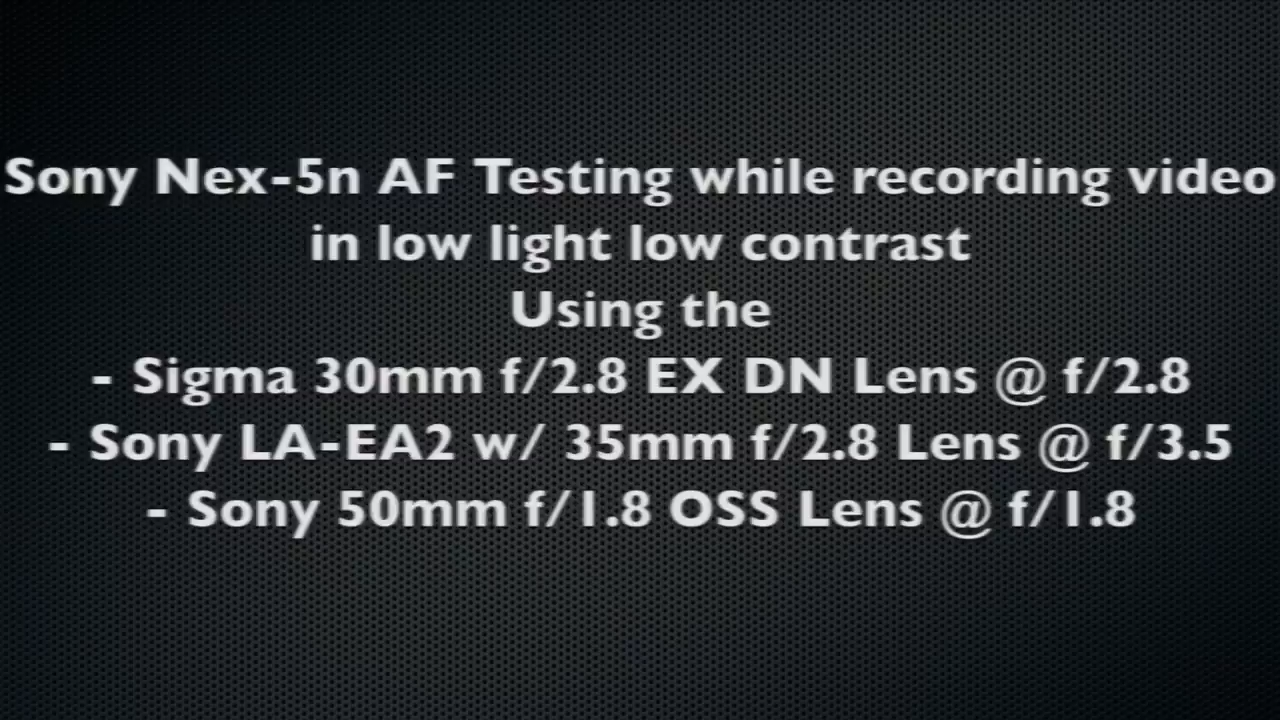 Sony Nex-5n AF Testing while recording video
in low light low contrast
Using the
- Sigma 30mm f/2.8 EX DN Lens @ f/2.8
- Sony LA-EA2 w/ 35mm f/2.8 Lens @ f/3.5
- Sony 50mm f/1.8 OSS Lens @ f/1.8